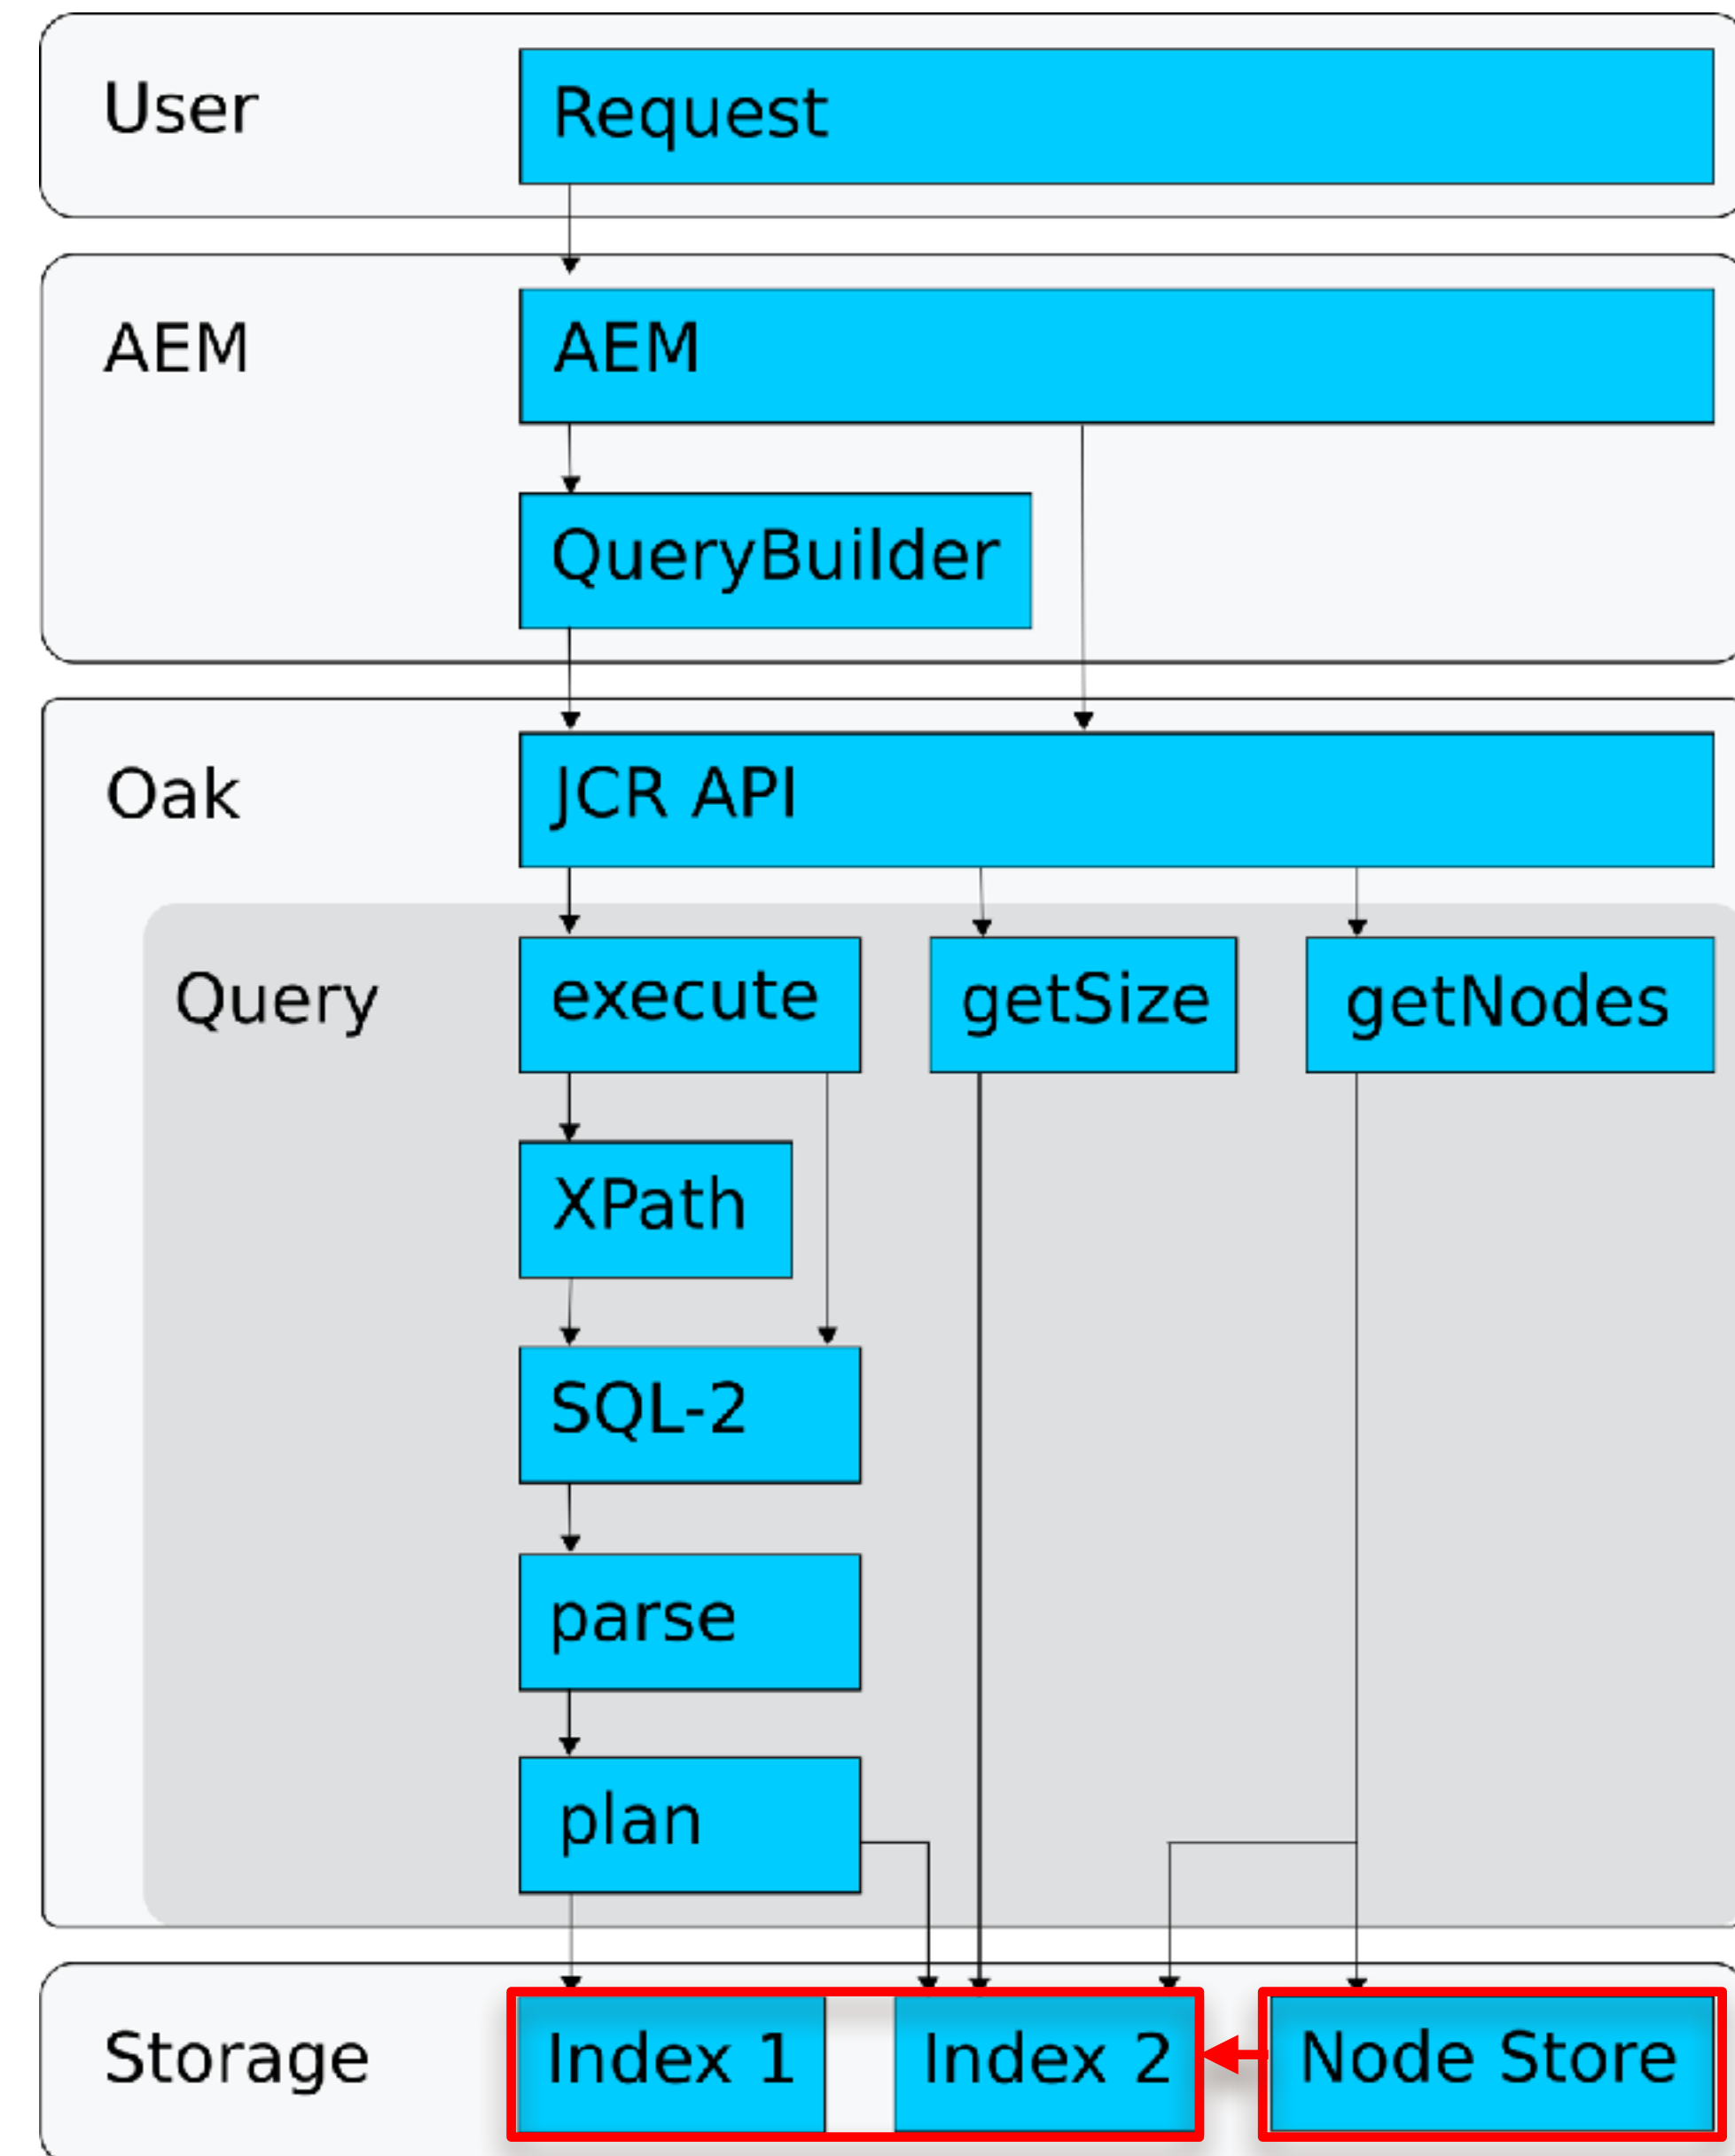 User
Request
AEM
AEM
QueryBuilder
Oak
JCR API
Query
execute
getSize
getNodes
XPath
SQL-2
parse
plan
Storage
Index 1
Index 2
Node Store